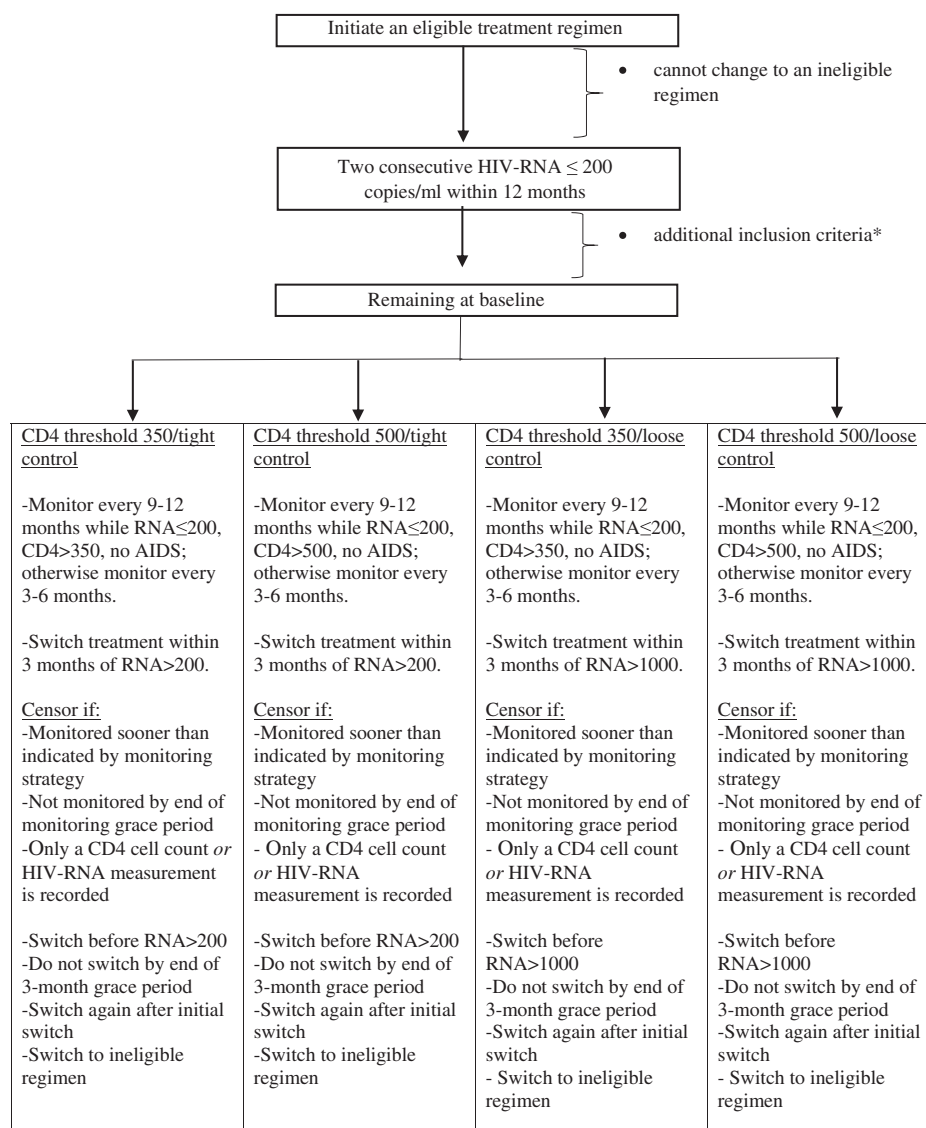 Initiate an eligible treatment regimen
• cannot change to an ineligible
regimen
Two consecutive HIV-RNA ≤ 200
copies/ml within 12 months
• additional inclusion criteria*
Remaining at baseline
CD4 threshold 350/tight
control
-Monitor every 9-12
months while RNA≤200,
CD4>350, no AIDS;
otherwise monitor every
3-6 months.
-Switch treatment within
3 months of RNA>200.
Censor if:
-Monitored sooner than
indicated by monitoring
strategy
-Not monitored by end of
monitoring grace period
-Only a CD4 cell count or
HIV-RNA measurement
is recorded
-Switch before RNA>200
-Do not switch by end of
3-month grace period
-Switch again after initial
switch
-Switch to ineligible
regimen
CD4 threshold 500/tight
control
-Monitor every 9-12
months while RNA≤200,
CD4>500, no AIDS;
otherwise monitor every
3-6 months.
-Switch treatment within
3 months of RNA>200.
Censor if:
-Monitored sooner than
indicated by monitoring
strategy
-Not monitored by end of
monitoring grace period
- Only a CD4 cell count
or HIV-RNA
measurement is recorded
-Switch before RNA>200
-Do not switch by end of
3-month grace period
-Switch again after initial
switch
-Switch to ineligible
regimen
CD4 threshold 350/loose
control
-Monitor every 9-12
months while RNA≤200,
CD4>350, no AIDS;
otherwise monitor every
3-6 months.
-Switch treatment within
3 months of RNA>1000.
Censor if:
-Monitored sooner than
indicated by monitoring
strategy
-Not monitored by end of
monitoring grace period
- Only a CD4 cell count
or HIV-RNA
measurement is recorded
-Switch before
RNA>1000
-Do not switch by end of
3-month grace period
-Switch again after initial
switch
- Switch to ineligible
regimen
CD4 threshold 500/loose
control
-Monitor every 9-12
months while RNA≤200,
CD4>500, no AIDS;
otherwise monitor every
3-6 months.
-Switch treatment within
3 months of RNA>1000.
Censor if:
-Monitored sooner than
indicated by monitoring
strategy
-Not monitored by end of
monitoring grace period
- Only a CD4 cell count
or HIV-RNA
measurement is recorded
-Switch before
RNA>1000
-Do not switch by end of
3-month grace period
-Switch again after initial
switch
- Switch to ineligible
regimen